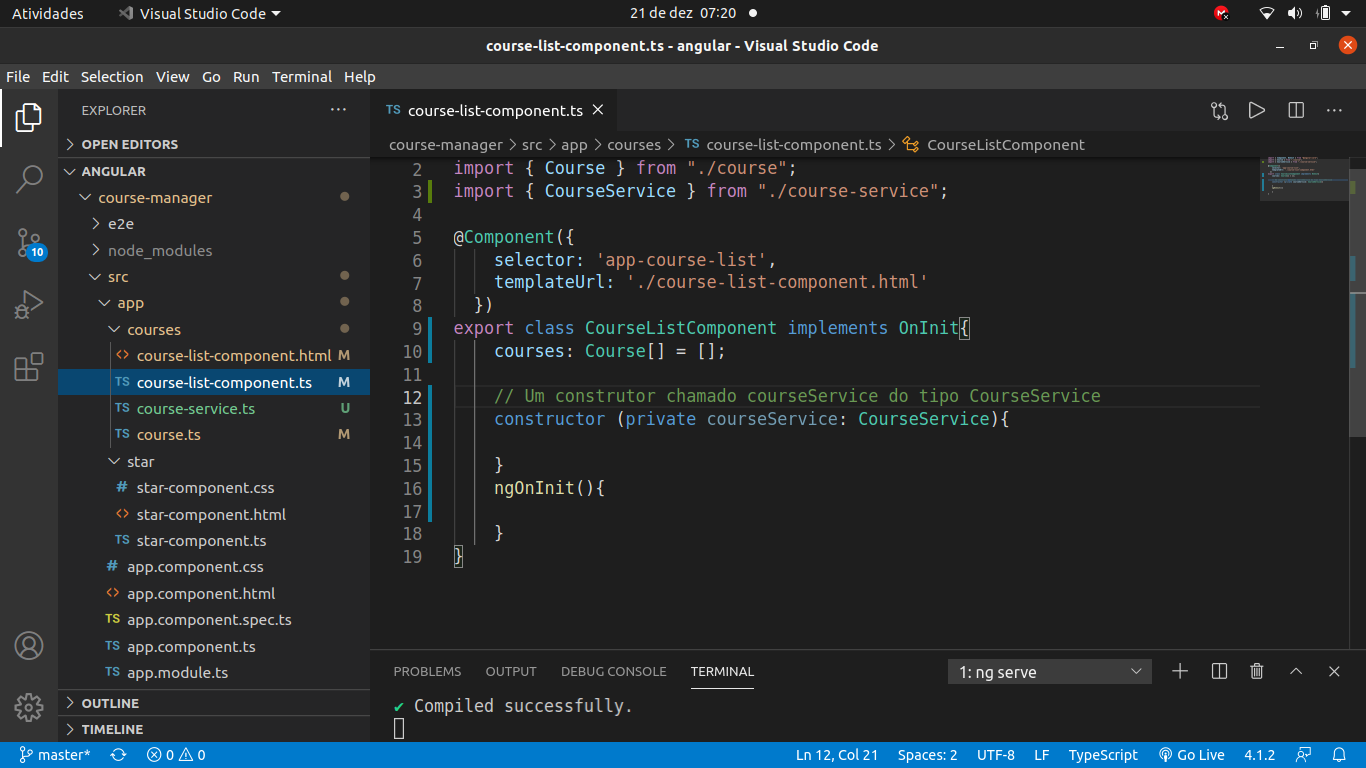 Atividades
Visual Studio Code
21 de dez 07:20
course-list-component.ts - angular - Visual Studio Code
File Edit Selection View Go Run Terminal Help
EXPLORER
OPEN EDITORS
ANGULAR
course-manager
e2e
node_modules
src
app
courses
course-list-component.html M
TS course-list-component.ts M
TS course-service.ts U
TS course.ts M
star
# star-component.css
<> star-component.html
TS star-component.ts
# app.component.css
<> app.component.html
TS app.component.spec.ts
TS app.component.ts
TS app.module.ts
OUTLINE
TIMELINE
10
TS course-list-component.ts
course-manager > src > app > courses > TS course-list-component.ts > CourseListComponent
2 import { Course } from "./course";
3 import { CourseService } from "./course-service";
4
5 @Component({
6 selector: 'app-course-list',
7 templateUrl: './course-list-component.html'
8 })
9 export class CourseListComponent implements OnInit{
10 courses: Course[] = [];
11
12 // Um construtor chamado courseService do tipo CourseService
13 constructor (private courseService: CourseService){
14
15 }
16 ngOnInit(){
17
18 }
19 }
PROBLEMS OUTPUT DEBUG CONSOLE TERMINAL
1: ng serve
✔ Compiled successfully.
master* 0 0
Ln 12, Col 21 Spaces: 2 UTF-8 LF TypeScript Go Live 4.1.2